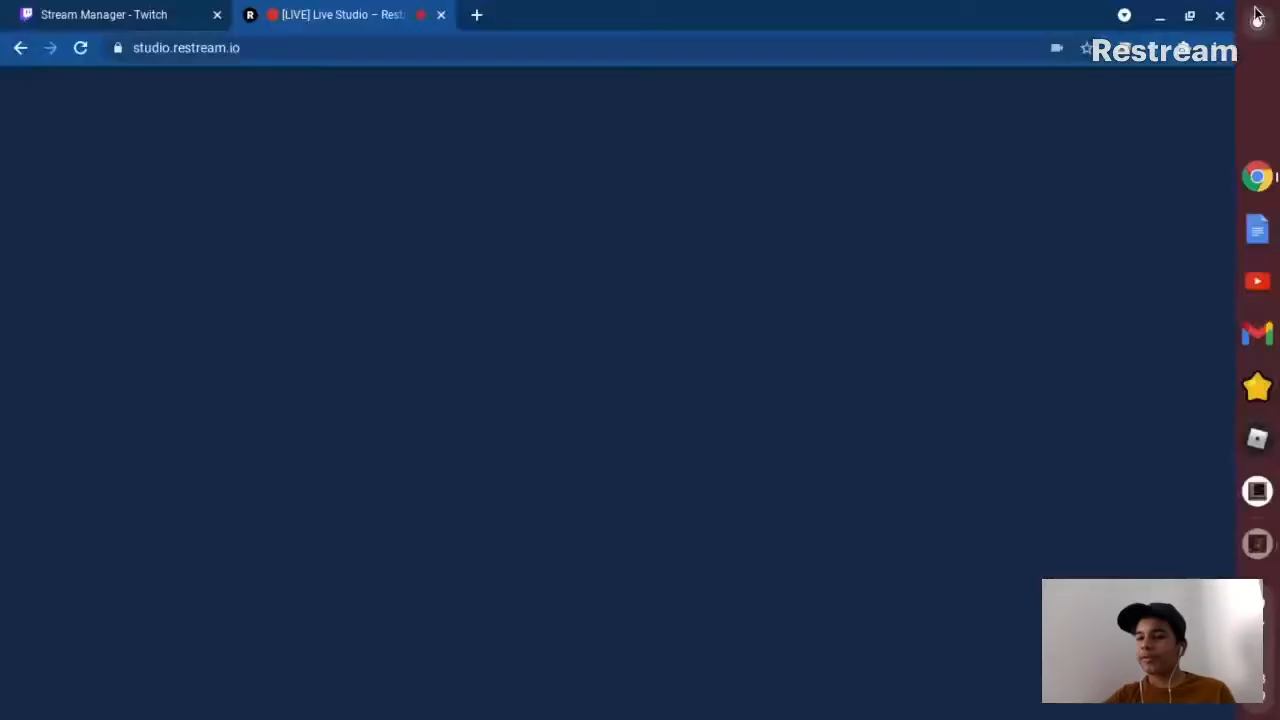 Stream Manager - Twitch
[LIVE] Live Studio – Rest
studio.restream.io
Restream